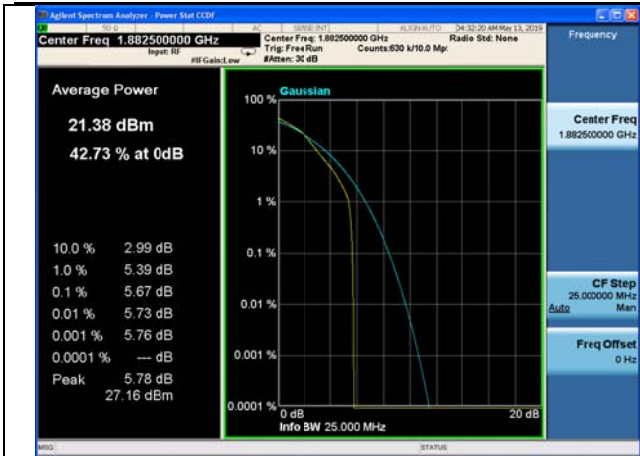 Agilent Spectrum Analyzer - Power Stat CCDF
50 Ω AC SENSE:INT ALIGN AUTO 04:32:20 AM May 13, 2019
Center Freq 1.882500000 GHz
Input: RF
#IFGain:Low
Center Freq: 1.882500000 GHz
Trig: Free Run Counts:630 k/10.0 Mpt
#Atten: 30 dB
Radio Std: None
Frequency
Average Power
21.38 dBm
42.73 % at 0dB
10.0 % 2.99 dB
1.0 % 5.39 dB
0.1 % 5.67 dB
0.01 % 5.73 dB
0.001 % 5.76 dB
0.0001 % --- dB
Peak 5.78 dB
27.16 dBm
Gaussian
100 %
10 %
1 %
0.1 %
0.01 %
0.001 %
0.0001 %
0 dB 20 dB
Info BW 25.000 MHz
Center Freq
1.882500000 GHz
CF Step
25.000000 MHz
Auto Man
Freq Offset
0 Hz
MSG STATUS